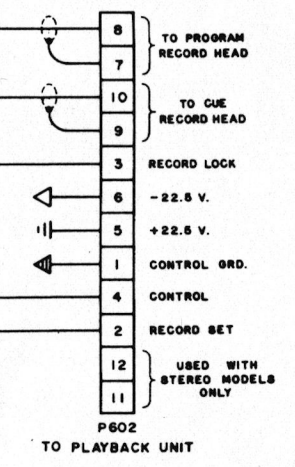 8
TO PROGRAM
RECORD HEAD
7
10
TO CUE
RECORD HEAD
9
3 RECORD LOCK
6 -22.5 V.
5 +22.5 V.
1 CONTROL GRD.
4 CONTROL
2 RECORD SET
12
USED WITH
STEREO MODELS
ONLY
11
P602
TO PLAYBACK UNIT